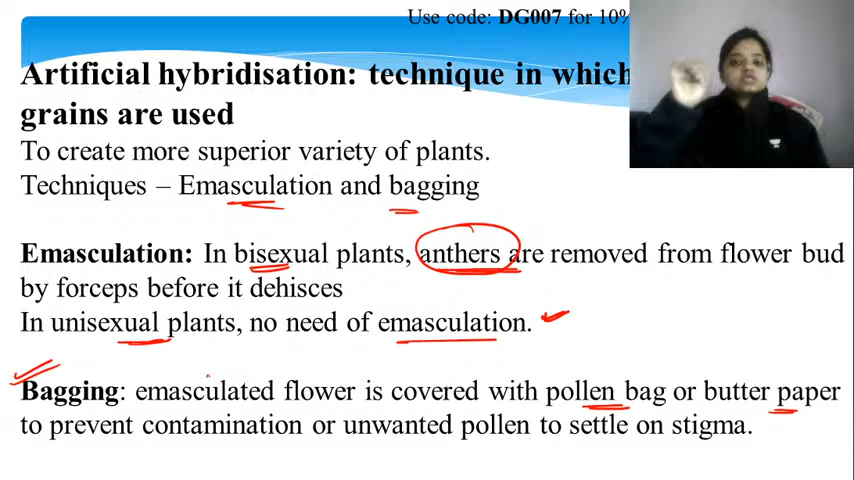 Use code: DG007 for 10%
Artificial hybridisation: technique in which
grains are used
To create more superior variety of plants.
Techniques – Emasculation and bagging
Emasculation: In bisexual plants, anthers are removed from flower bud
by forceps before it dehisces
In unisexual plants, no need of emasculation.
Bagging: emasculated flower is covered with pollen bag or butter paper
to prevent contamination or unwanted pollen to settle on stigma.